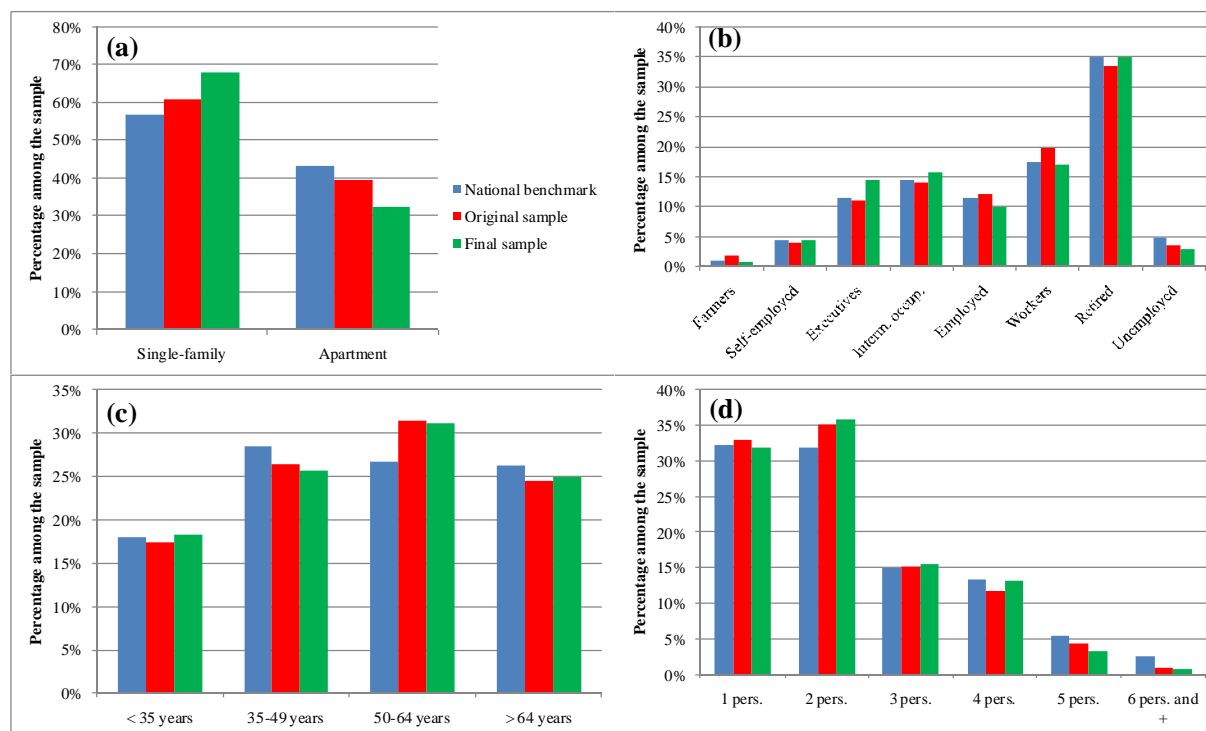 (a)
Percentage among the sample
80%
70%
60%
50%
40%
30%
20%
10%
0%
Single-family
Apartment
National benchmark
Original sample
Final sample
(b)
Percentage among the sample
40%
35%
30%
25%
20%
15%
10%
5%
0%
Farmers
Self-employed
Executives
Interm. occup.
Employed
Workers
Retired
Unemployed
(c)
Percentage among the sample
35%
30%
25%
20%
15%
10%
5%
0%
< 35 years
35-49 years
50-64 years
>64 years
(d)
Percentage among the sample
40%
35%
30%
25%
20%
15%
10%
5%
0%
1 pers.
2 pers.
3 pers.
4 pers.
5 pers.
6 pers. and
+